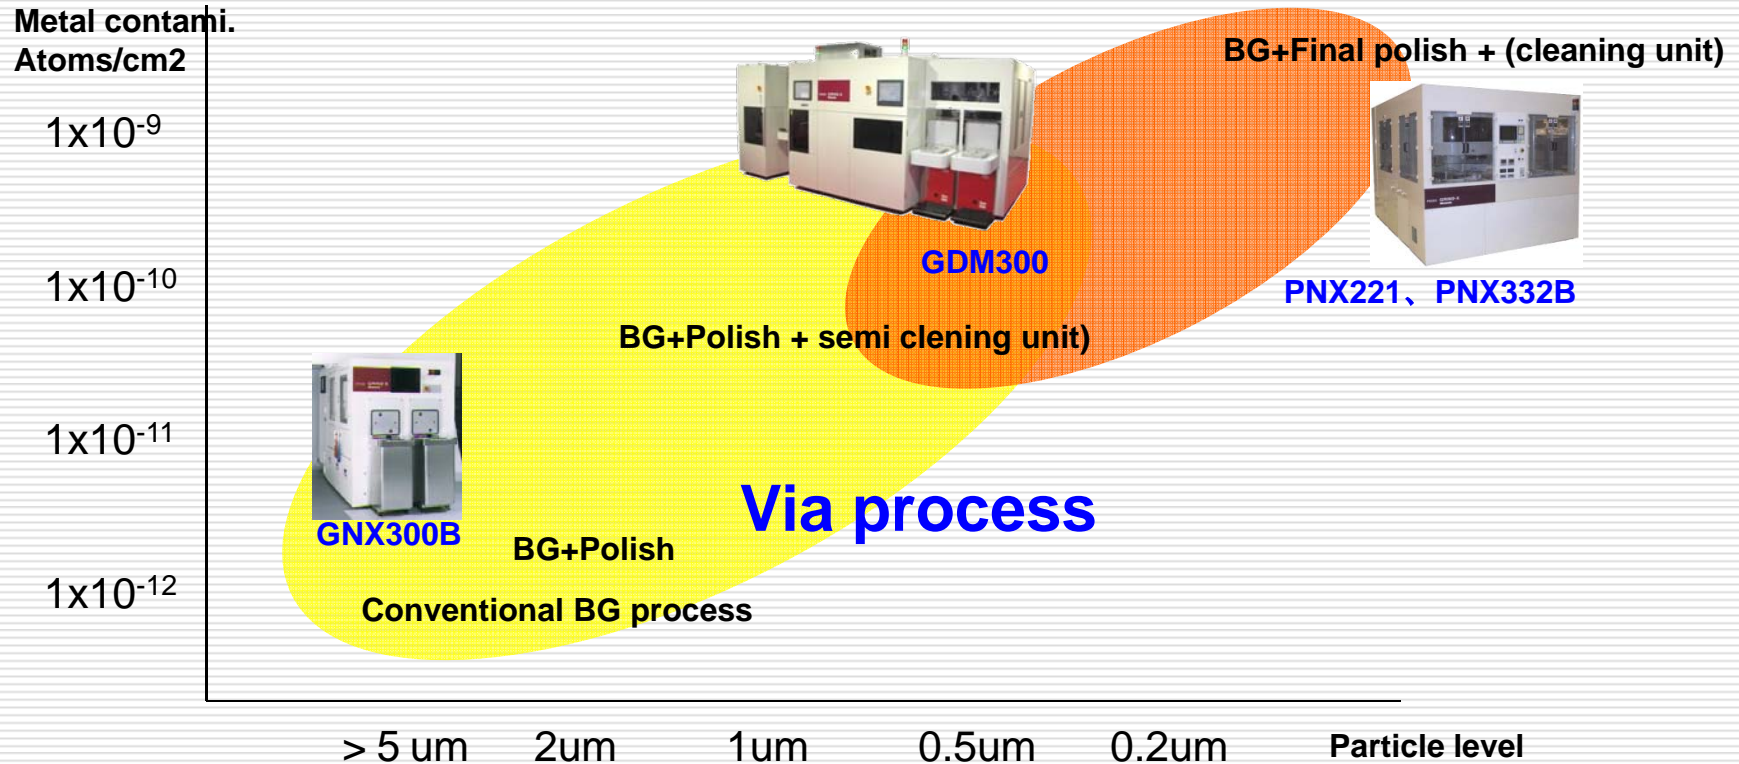 Metal contami.
Atoms/cm2
BG+Final polish + (cleaning unit)
1x10⁻⁹
GDM300
1x10⁻¹⁰
PNX221、PNX332B
BG+Polish + semi clening unit)
1x10⁻¹¹
Via process
GNX300B
BG+Polish
1x10⁻¹²
Conventional BG process
> 5 um 2um 1um 0.5um 0.2um Particle level